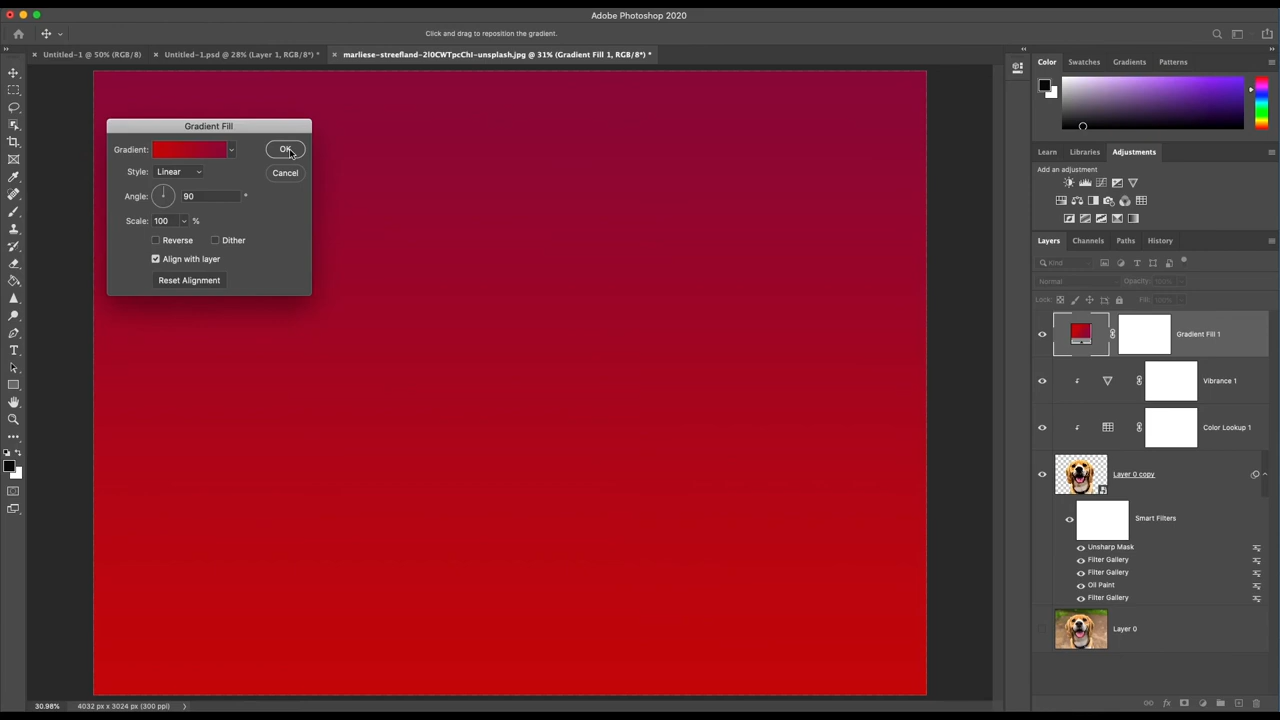 Adobe Photoshop 2020
Click and drag to reposition the gradient.
Untitled-1 @ 50% (RGB/8)
Untitled-1.psd @ 28% (Layer 1, RGB/8*) *
marliese-streefland-2l0CWTpcChI-unsplash.jpg @ 31% (Gradient Fill 1, RGB/8*) *
Color Swatches Gradients Patterns
Gradient Fill
Gradient: OK
Style: Linear Cancel
Angle: 90 °
Scale: 100 %
Reverse Dither
Align with layer
Reset Alignment
Learn Libraries Adjustments
Add an adjustment
Layers Channels Paths History
Kind
Normal Opacity: 100%
Lock: Fill: 100%
Gradient Fill 1
Vibrance 1
Color Lookup 1
Layer 0 copy
Smart Filters
Unsharp Mask
Filter Gallery
Filter Gallery
Oil Paint
Filter Gallery
Layer 0
30.98% 4032 px x 3024 px (300 ppi)